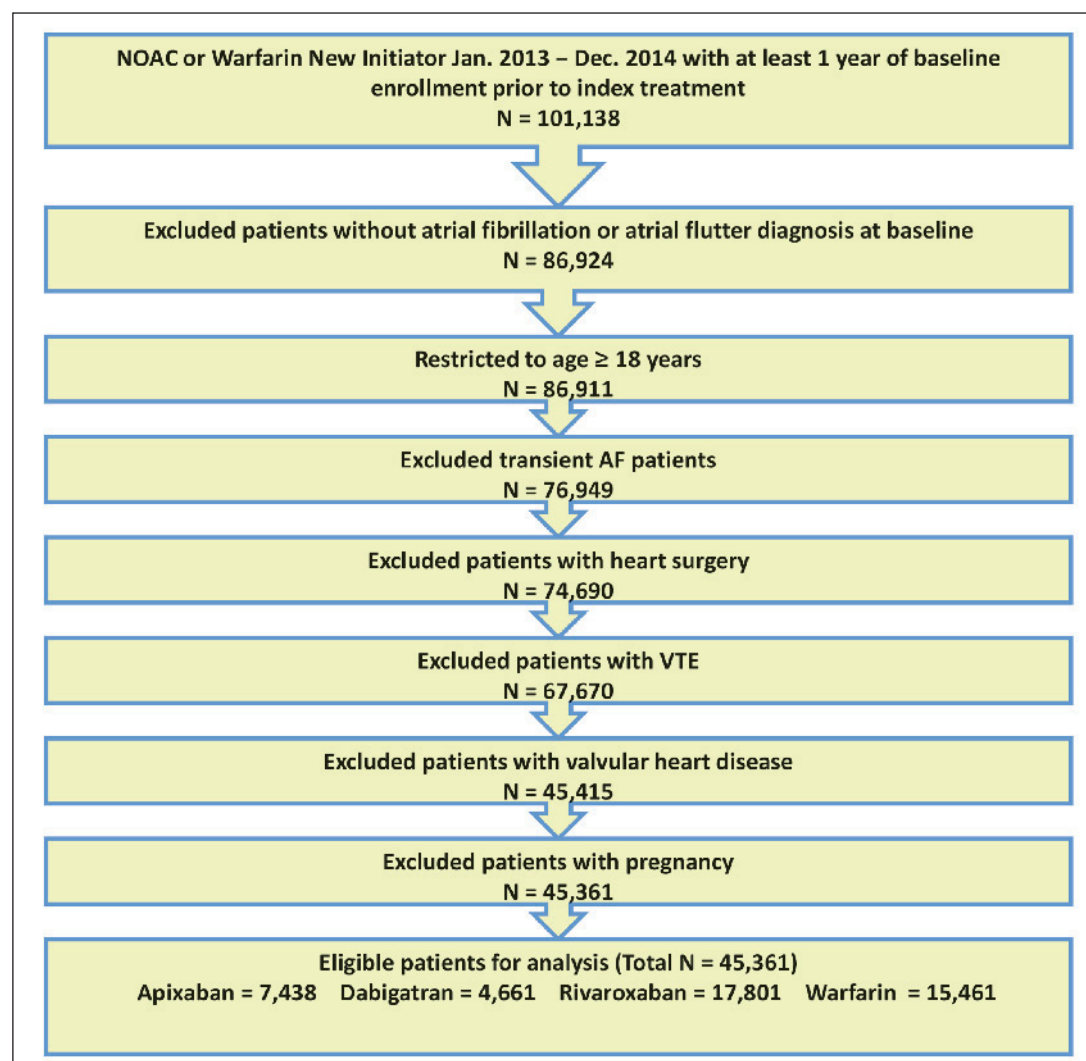 NOAC or Warfarin New Initiator Jan. 2013 – Dec. 2014 with at least 1 year of baseline
enrollment prior to index treatment
N = 101,138
Excluded patients without atrial fibrillation or atrial flutter diagnosis at baseline
N = 86,924
Restricted to age ≥ 18 years
N = 86,911
Excluded transient AF patients
N = 76,949
Excluded patients with heart surgery
N = 74,690
Excluded patients with VTE
N = 67,670
Excluded patients with valvular heart disease
N = 45,415
Excluded patients with pregnancy
N = 45,361
Eligible patients for analysis (Total N = 45,361)
Apixaban = 7,438 Dabigatran = 4,661 Rivaroxaban = 17,801 Warfarin = 15,461